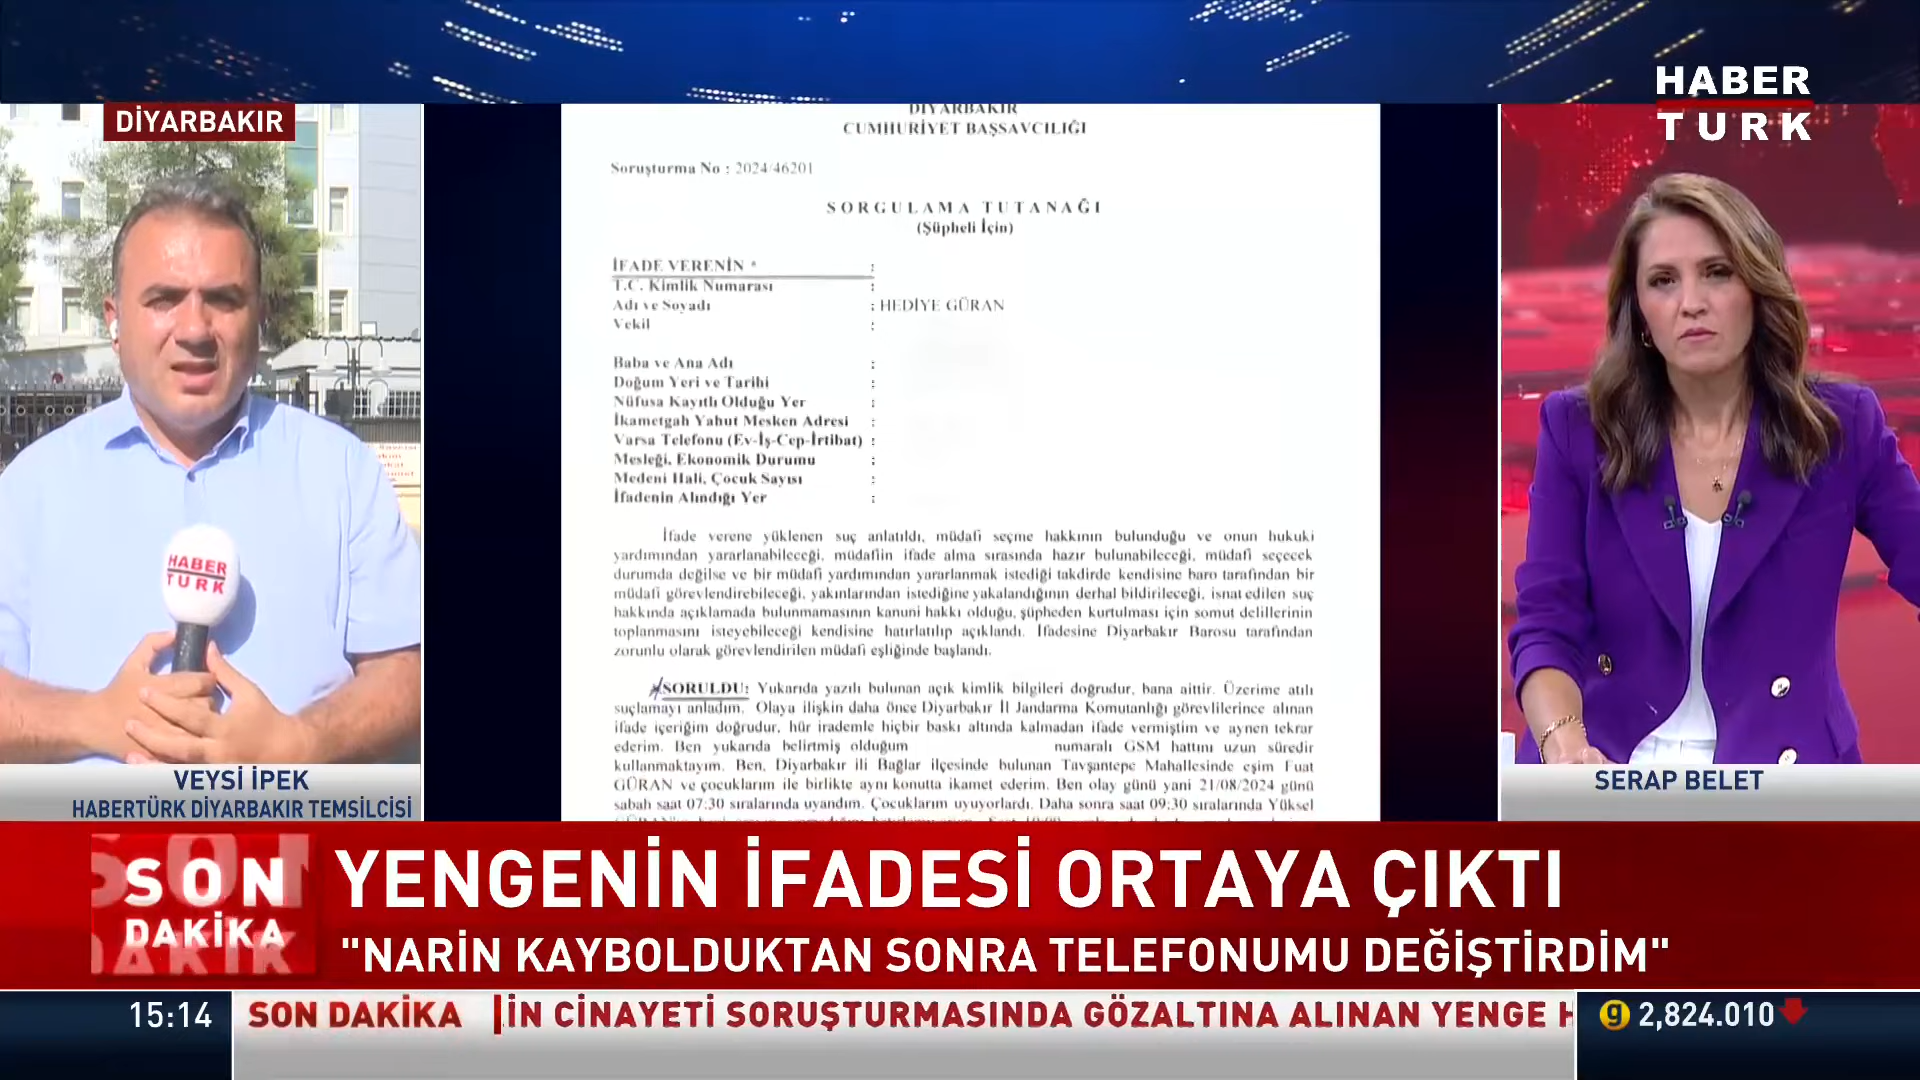 HABER
TURK
DİYARBAKIR
DİYARBAKIR
CUMHURİYET BAŞSAVCILIĞI
Soruşturma No : 2024/46201
SORGULAMA TUTANAĞI
(Şüpheli İçin)
İFADE VERENİN * :
T.C. Kimlik Numarası :
Adı ve Soyadı : HEDİYE GÜRAN
Vekil :
Baba ve Ana Adı :
Doğum Yeri ve Tarihi :
Nüfusa Kayıtlı Olduğu Yer :
İkametgah Yahut Mesken Adresi :
Varsa Telefonu (Ev-İş-Cep-İrtibat) :
Mesleği, Ekonomik Durumu :
Medeni Hali, Çocuk Sayısı :
İfadenin Alındığı Yer :
İfade verene yüklenen suç anlatıldı, müdafi seçme hakkının bulunduğu ve onun hukuki
yardımından yararlanabileceği, müdafiin ifade alma sırasında hazır bulunabileceği, müdafi seçecek
durumda değilse ve bir müdafi yardımından yararlanmak istediği takdirde kendisine baro tarafından bir
müdafi görevlendirebileceği, yakınlarından istediğine yakalandığının derhal bildirileceği, isnat edilen suç
hakkında açıklamada bulunmamasının kanuni hakkı olduğu, şüpheden kurtulması için somut delillerinin
toplanmasını isteyebileceği kendisine hatırlatılıp açıklandı. İfadesine Diyarbakır Barosu tarafından
zorunlu olarak görevlendirilen müdafi eşliğinde başlandı.
SORULDU: Yukarıda yazılı bulunan açık kimlik bilgileri doğrudur, bana aittir. Üzerime atılı
suçlamayı anladım. Olaya ilişkin daha önce Diyarbakır İl Jandarma Komutanlığı görevlilerince alınan
ifade içeriğim doğrudur, hür irademle hiçbir baskı altında kalmadan ifade vermiştim ve aynen tekrar
ederim. Ben yukarıda belirtmiş olduğum numaralı GSM hattını uzun süredir
kullanmaktayım. Ben, Diyarbakır ili Bağlar ilçesinde bulunan Tavşantepe Mahallesinde eşim Fuat
GÜRAN ve çocuklarım ile birlikte aynı konutta ikamet ederim. Ben olay günü yani 21/08/2024 günü
sabah saat 07:30 sıralarında uyandım. Çocuklarım uyuyorlardı. Daha sonra saat 09:30 sıralarında Yüksel
HABER
TURK
VEYSİ İPEK
HABERTÜRK DİYARBAKIR TEMSİLCİSİ
SERAP BELET
SON
DAKİKA
YENGENİN İFADESİ ORTAYA ÇIKTI
"NARİN KAYBOLDUKTAN SONRA TELEFONUMU DEĞİŞTİRDİM"
15:14
SON DAKİKA
İN CİNAYETİ SORUŞTURMASINDA GÖZALTINA ALINAN YENGE H
2,824.010